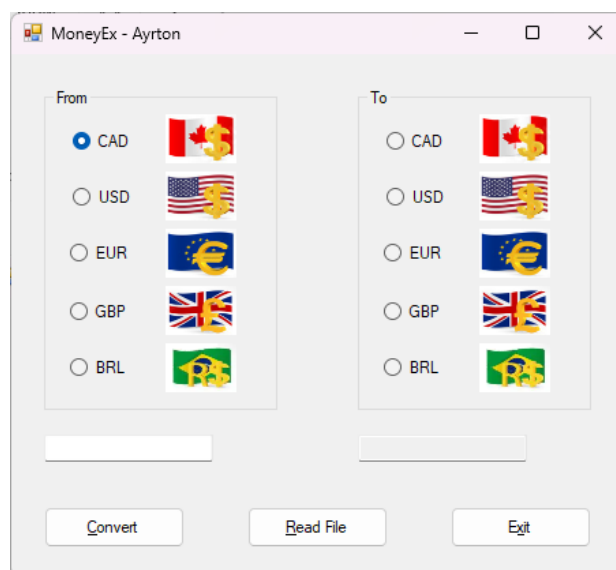 MoneyEx - Ayrton
From
To
CAD
CAD
USD
USD
EUR
EUR
GBP
GBP
BRL
BRL
Convert
Read File
Exit